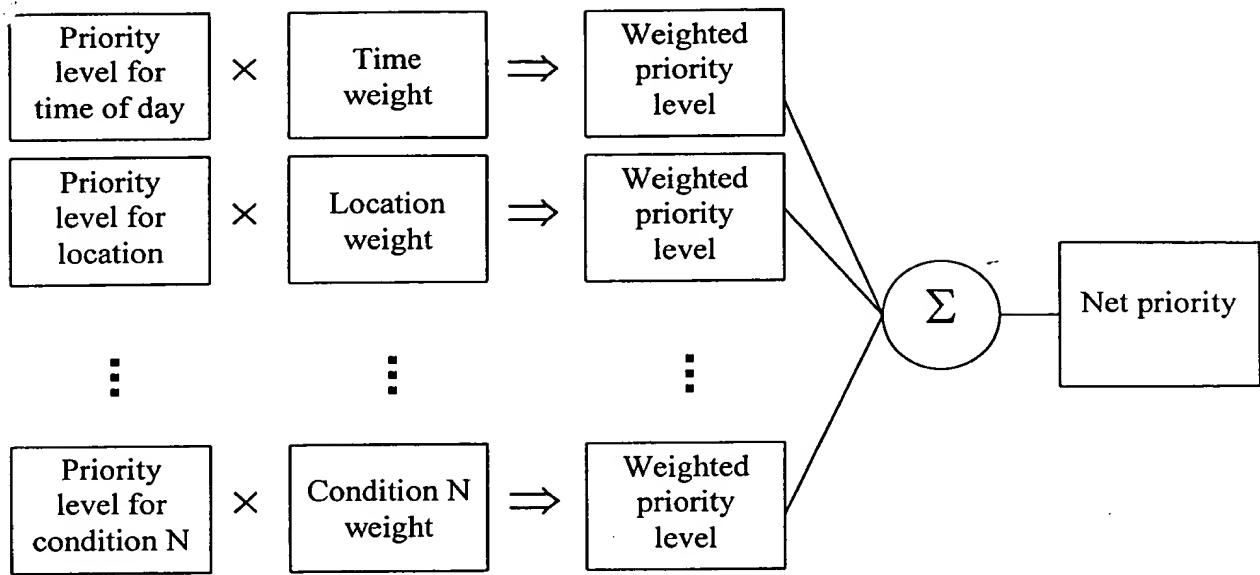 Priority
level for
time of day
×
Time
weight
⇒
Weighted
priority
level
Priority
level for
location
×
Location
weight
⇒
Weighted
priority
level
Σ
Net priority
Priority
level for
condition N
×
Condition N
weight
⇒
Weighted
priority
level